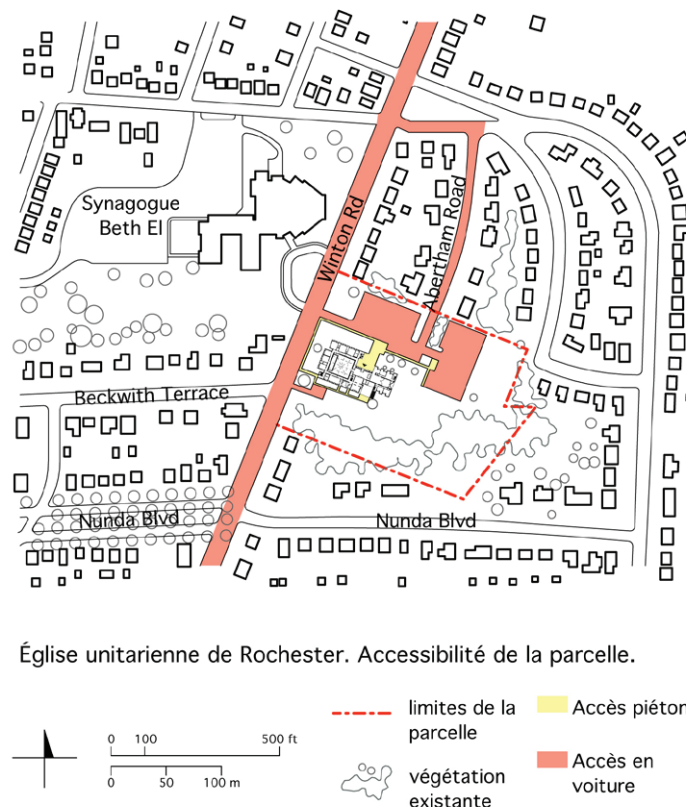 Synagogue
Beth El
Winton Rd
Abertham Road
Beckwith Terrace
Nunda Blvd
Nunda Blvd
Église unitarienne de Rochester. Accessibilité de la parcelle.
0 100 500 ft
0 50 100 m
limites de la
parcelle
végétation
existante
Accès piéton
Accès en
voiture